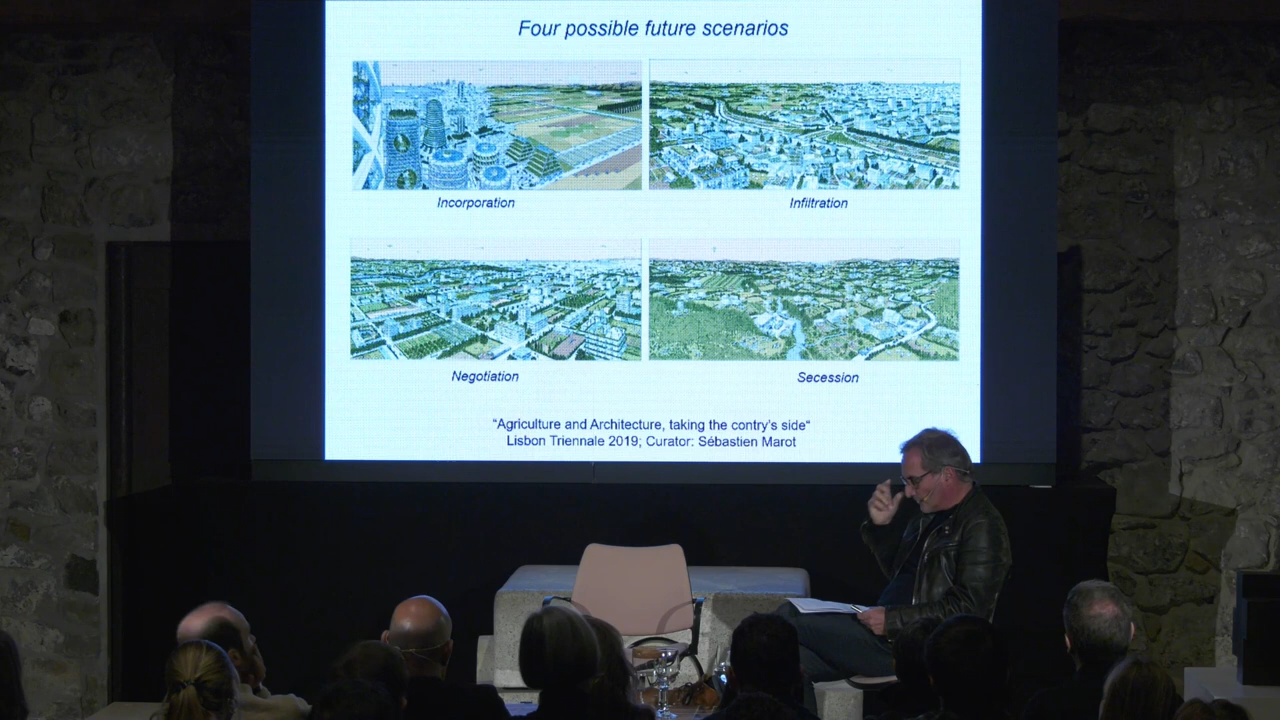 Four possible future scenarios
Incorporation
Infiltration
Negotiation
Secession
“Agriculture and Architecture, taking the contry's side“
Lisbon Triennale 2019; Curator: Sébastien Marot